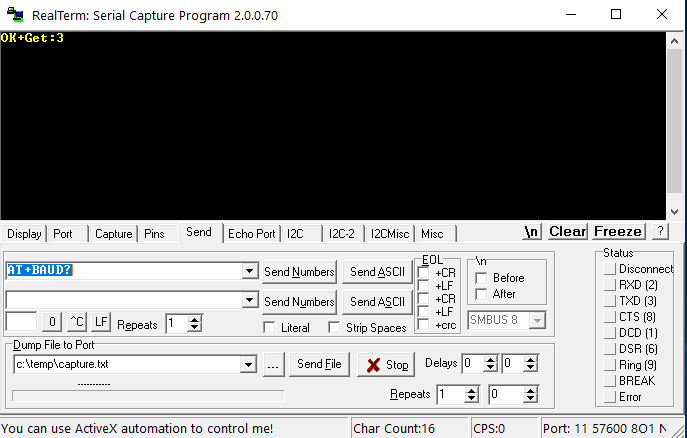 RealTerm: Serial Capture Program 2.0.0.70
OK+Get:3
Display Port Capture Pins Send Echo Port I2C I2C-2 I2CMisc Misc \n Clear Freeze ?
AT+BAUD?
Send Numbers Send ASCII
Send Numbers Send ASCII
0 ^C LF Repeats 1 Literal Strip Spaces
EOL
+CR
+LF
+CR
+LF
+crc
\n
Before
After
SMBUS 8
Dump File to Port
c:\temp\capture.txt ... Send File Stop Delays 0 0
Repeats 1 0
Status
Disconnect
RXD (2)
TXD (3)
CTS (8)
DCD (1)
DSR (6)
Ring (9)
BREAK
Error
You can use ActiveX automation to control me! Char Count:16 CPS:0 Port: 11 57600 8O1 N